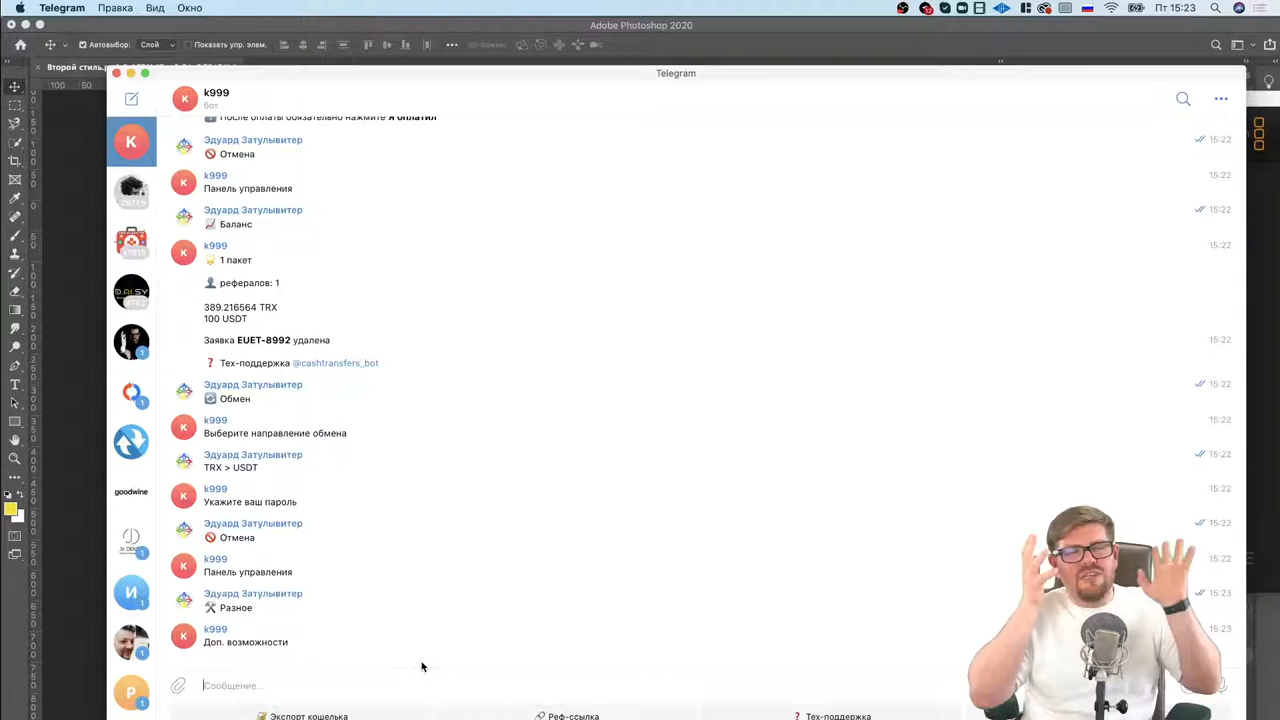 Telegram Правка Вид Окно
12
Пт 15:23
Adobe Photoshop 2020
Автовыбор: Слой
Показать упр. элем.
3D-режим:
100 50
Telegram
k999
бот
После оплаты обязательно нажмите Я оплатил
Эдуард Затулывитер
15:22
Отмена
k999
15:22
Панель управления
Эдуард Затулывитер
15:22
Баланс
k999
15:22
1 пакет
рефералов: 1
389.216564 TRX
100 USDT
Заявка EUET-8992 удалена
15:22
Тех-поддержка @cashtransfers_bot
Эдуард Затулывитер
15:22
Обмен
k999
15:22
Выберите направление обмена
Эдуард Затулывитер
15:22
TRX > USDT
k999
15:22
Укажите ваш пароль
Эдуард Затулывитер
15:22
Отмена
k999
15:22
Панель управления
Эдуард Затулывитер
15:23
Разное
k999
15:23
Доп. возможности
Сообщение...
Экспорт кошелька
Реф-ссылка
Тех-поддержка
K
goodwine
И
Р